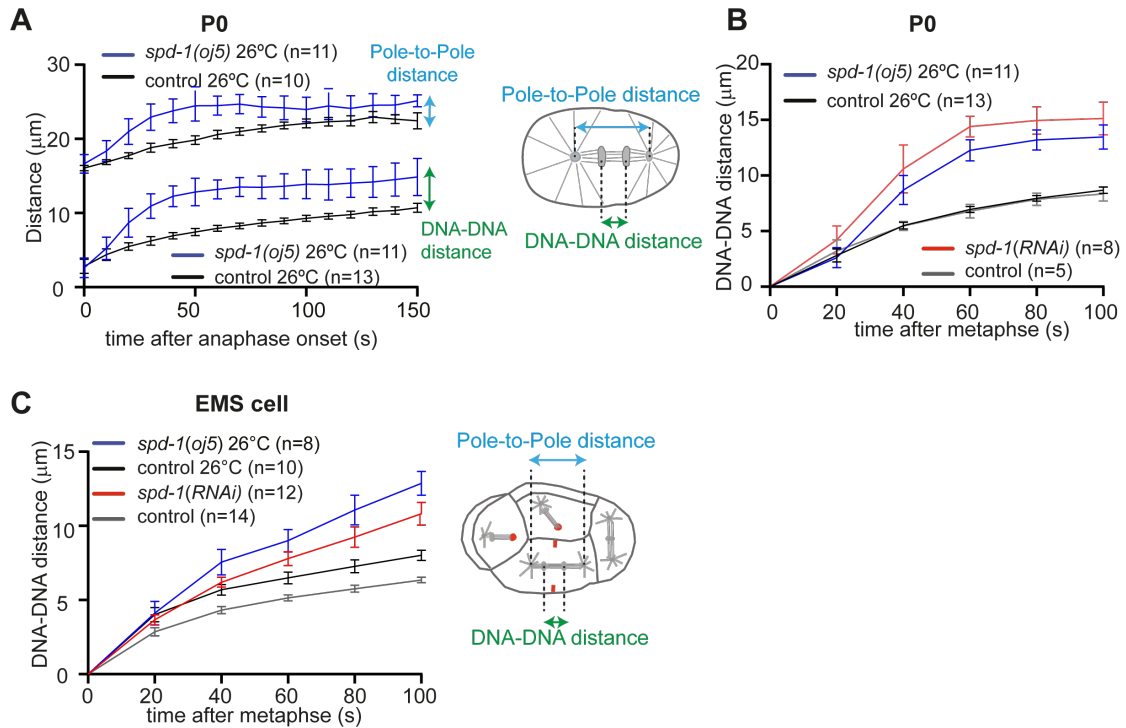 A
P0
spd-1(oj5) 26ºC (n=11)
control 26ºC (n=10)
Pole-to-Pole
distance
Distance (μm)
30
20
10
0
DNA-DNA
distance
spd-1(oj5) 26ºC (n=11)
control 26ºC (n=13)
0
50
100
150
time after anaphase onset (s)
Pole-to-Pole distance
DNA-DNA distance
B
P0
spd-1(oj5) 26ºC (n=11)
control 26ºC (n=13)
DNA-DNA distance (μm)
20
15
10
5
0
spd-1(RNAi) (n=8)
control (n=5)
0
20
40
60
80
100
time after metaphse (s)
C
EMS cell
spd-1(oj5) 26°C (n=8)
control 26°C (n=10)
spd-1(RNAi) (n=12)
control (n=14)
DNA-DNA distance (μm)
15
10
5
0
0
20
40
60
80
100
time after metaphse (s)
Pole-to-Pole distance
DNA-DNA distance